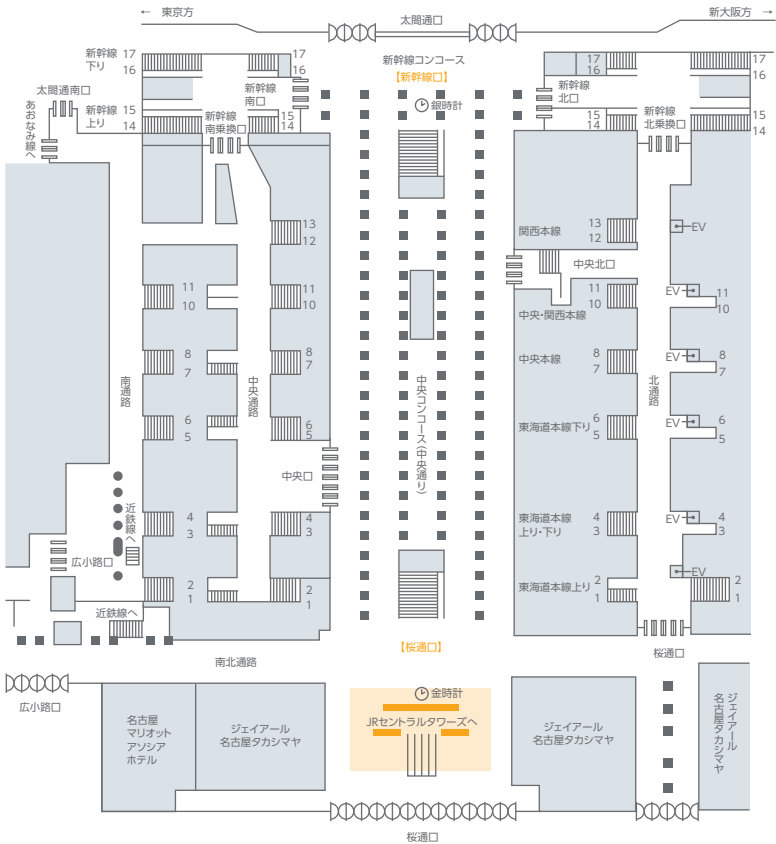 ← 東京方
太閤通口
新大阪方 →
新幹線
下り
17
16
17
16
新幹線
南口
新幹線コンコース
【新幹線口】
17
16
新幹線
北口
17
16
太閤通南口
あおなみ線へ
新幹線
上り
15
14
15
14
新幹線
南乗換口
銀時計
15
14
新幹線
北乗換口
15
14
13
12
関西本線
13
12
EV
中央北口
11
10
11
10
11
10
中央・関西本線
EV
11
10
8
7
8
7
中央本線
8
7
EV
8
7
南通路
中央通路
中央コンコース(中央通り)
北通路
6
5
6
5
東海道本線下り
6
5
EV
6
5
中央口
近鉄線へ
4
3
4
3
東海道本線
上り・下り
4
3
EV
4
3
広小路口
2
1
2
1
東海道本線上り
2
1
EV
2
1
近鉄線へ
南北通路
【桜通口】
桜通口
広小路口
名古屋
マリオット
アソシア
ホテル
ジェイアール
名古屋タカシマヤ
金時計
JRセントラルタワーズへ
ジェイアール
名古屋タカシマヤ
ジェイアール
名古屋タカシマヤ
桜通口